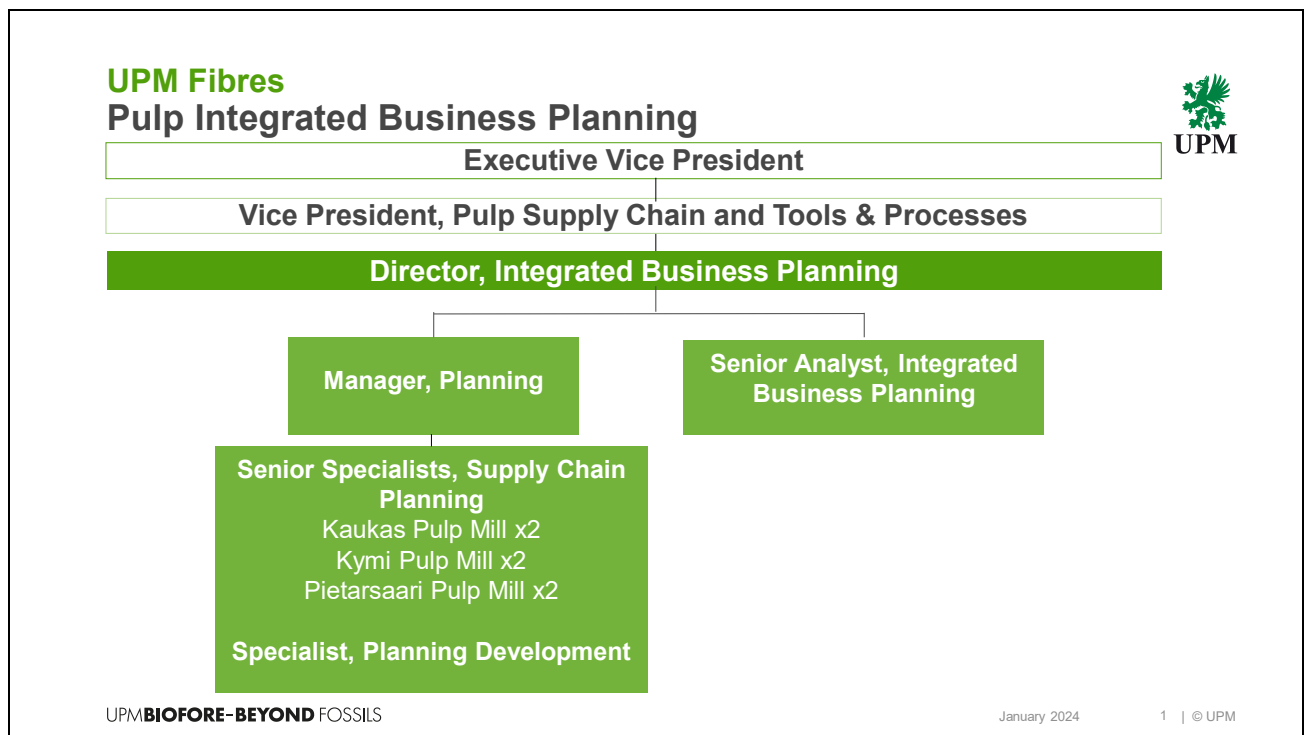 UPM Fibres
Pulp Integrated Business Planning
UPM
Executive Vice President
Vice President, Pulp Supply Chain and Tools & Processes
Director, Integrated Business Planning
Manager, Planning
Senior Analyst, Integrated
Business Planning
Senior Specialists, Supply Chain
Planning
Kaukas Pulp Mill x2
Kymi Pulp Mill x2
Pietarsaari Pulp Mill x2
Specialist, Planning Development
UPMBIOFORE-BEYOND FOSSILS
January 2024 1 | © UPM